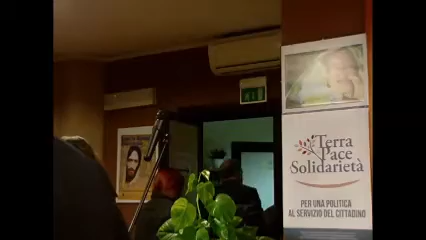 Terra
Pace
Solidarietà
PER UNA POLITICA
AL SERVIZIO DEL CITTADINO